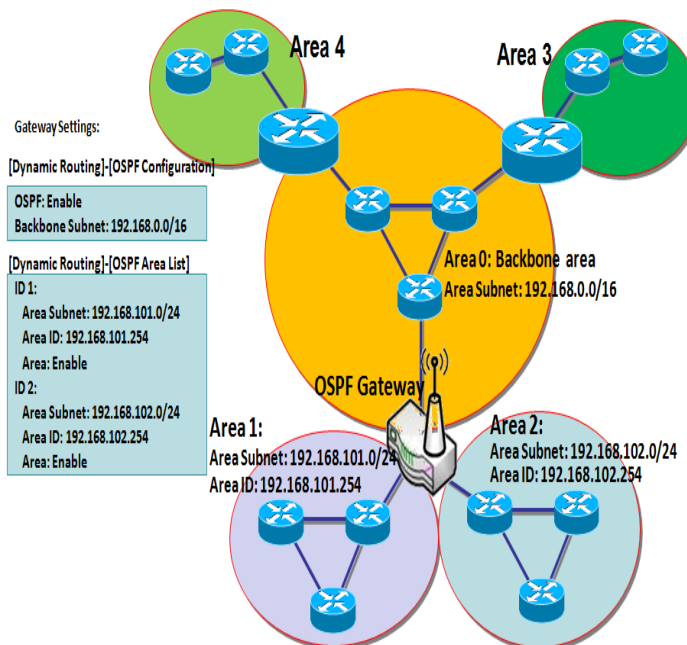 Area 4
Area 3
Gateway Settings:
[Dynamic Routing]-[OSPF Configuration]
OSPF: Enable
Backbone Subnet: 192.168.0.0/16
[Dynamic Routing]-[OSPF Area List]
ID 1:
Area Subnet: 192.168.101.0/24
Area ID: 192.168.101.254
Area: Enable
ID 2:
Area Subnet: 192.168.102.0/24
Area ID: 192.168.102.254
Area: Enable
Area 0: Backbone area
Area Subnet: 192.168.0.0/16
OSPF Gateway
Area 1:
Area Subnet: 192.168.101.0/24
Area ID: 192.168.101.254
Area 2:
Area Subnet: 192.168.102.0/24
Area ID: 192.168.102.254